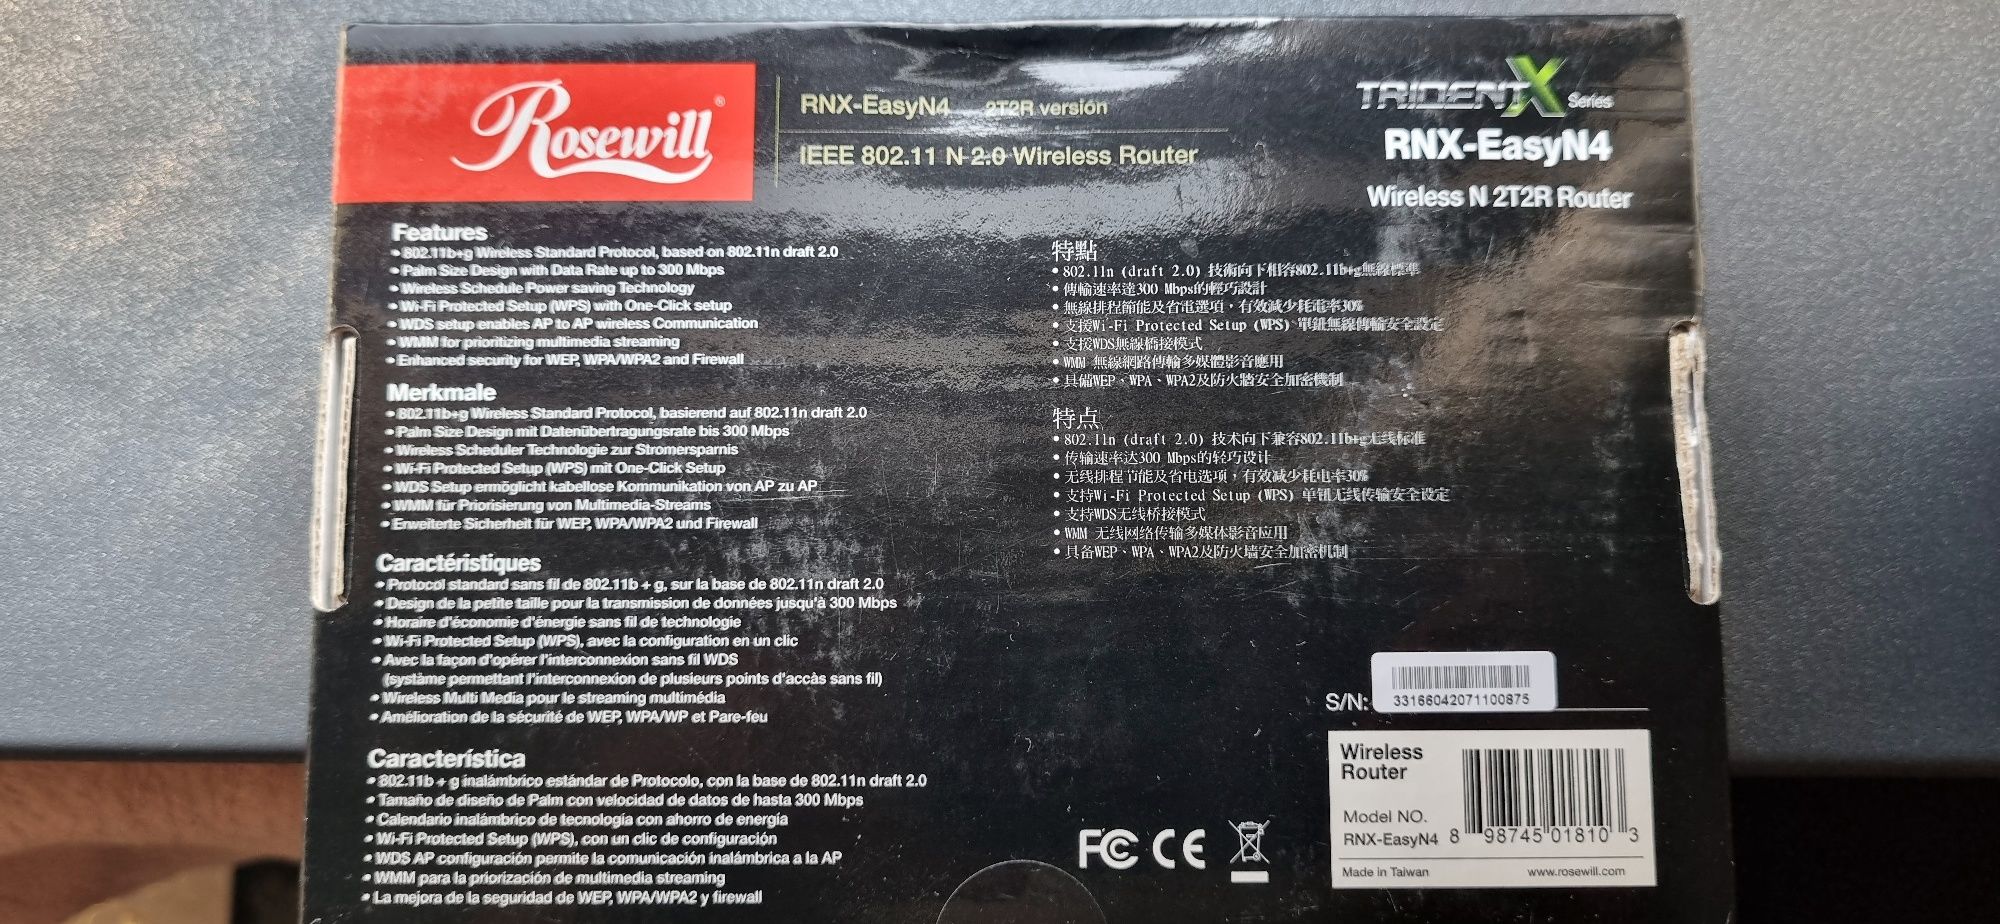 Rosewill®
RNX-EasyN4 2T2R versión
IEEE 802.11 N 2.0 Wireless Router
TRIDENTX Series
RNX-EasyN4
Wireless N 2T2R Router
Features
• 802.11b+g Wireless Standard Protocol, based on 802.11n draft 2.0
• Palm Size Design with Data Rate up to 300 Mbps
• Wireless Schedule Power saving Technology
• Wi-Fi Protected Setup (WPS) with One-Click setup
• WDS setup enables AP to AP wireless Communication
• WMM for prioritizing multimedia streaming
• Enhanced security for WEP, WPA/WPA2 and Firewall
Merkmale
• 802.11b+g Wireless Standard Protocol, basierend auf 802.11n draft 2.0
• Palm Size Design mit Datenübertragungsrate bis 300 Mbps
• Wireless Scheduler Technologie zur Stromersparnis
• Wi-Fi Protected Setup (WPS) mit One-Click Setup
• WDS Setup ermöglicht kabellose Kommunikation von AP zu AP
• WMM für Priorisierung von Multimedia-Streams
• Erweiterte Sicherheit für WEP, WPA/WPA2 und Firewall
Caractéristiques
• Protocol standard sans fil de 802.11b + g, sur la base de 802.11n draft 2.0
• Design de la petite taille pour la transmission de données jusqu'à 300 Mbps
• Horaire d'économie d'énergie sans fil de technologie
• Wi-Fi Protected Setup (WPS), avec la configuration en un clic
• Avec la façon d'opérer l'interconnexion sans fil WDS
(système permettant l'interconnexion de plusieurs points d'accàs sans fil)
• Wireless Multi Media pour le streaming multimédia
• Amélioration de la sécurité de WEP, WPA/WP et Pare-feu
Característica
• 802.11b + g inalámbrico estándar de Protocolo, con la base de 802.11n draft 2.0
• Tamaño de diseño de Palm con velocidad de datos de hasta 300 Mbps
• Calendario inalámbrico de tecnología con ahorro de energía
• Wi-Fi Protected Setup (WPS), con un clic de configuración
• WDS AP configuración permite la comunicación inalámbrica a la AP
• WMM para la priorización de multimedia streaming
• La mejora de la seguridad de WEP, WPA/WPA2 y firewall
特點
• 802.11n (draft 2.0) 技術向下相容802.11b+g無線標準
• 傳輸速率達300 Mbps的輕巧設計
• 無線排程節能及省電選項，有效減少耗電率30%
• 支援Wi-Fi Protected Setup (WPS) 單鈕無線傳輸安全設定
• 支援WDS無線橋接模式
• WMM 無線網路傳輸多媒體影音應用
• 具備WEP、WPA、WPA2及防火牆安全加密機制
特点
• 802.11n (draft 2.0) 技术向下兼容802.11b+g无线标准
• 传输速率达300 Mbps的轻巧设计
• 无线排程节能及省电选项，有效减少耗电率30%
• 支持Wi-Fi Protected Setup (WPS) 单钮无线传输安全设定
• 支持WDS无线桥接模式
• WMM 无线网络传输多媒体影音应用
• 具备WEP、WPA、WPA2及防火墙安全加密机制
S/N: 33166042071100875
Wireless
Router
Model NO.
RNX-EasyN4
8 98745 01810 3
Made in Taiwan www.rosewill.com
FC CE